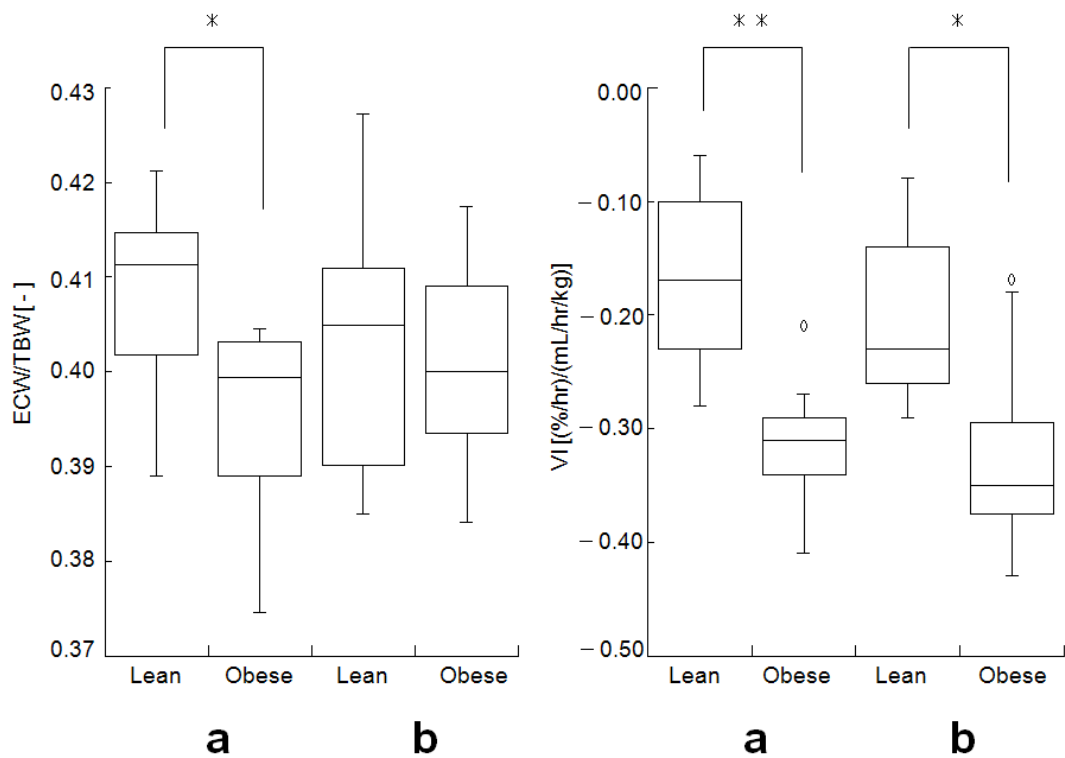 *
ECW/TBW [ - ]
0.43
0.42
0.41
0.40
0.39
0.38
0.37
Lean Obese Lean Obese
a b
* * *
VI [(%/hr)/(mL/hr/kg)]
0.00
−0.10
−0.20
−0.30
−0.40
−0.50
Lean Obese Lean Obese
a b